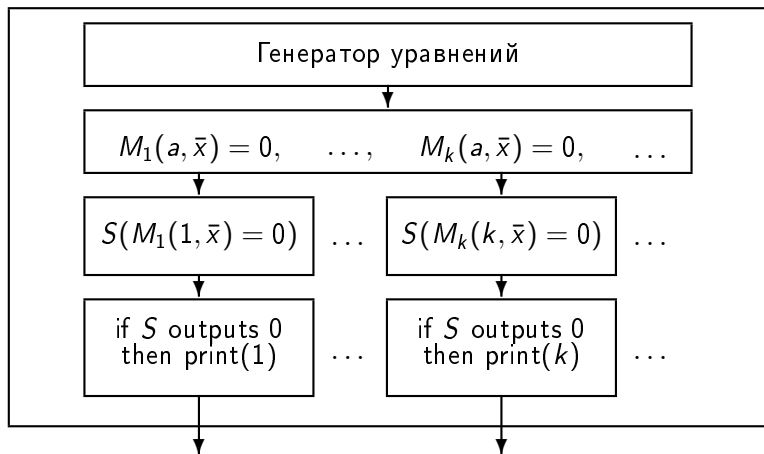 Генератор уравнений
M₁(a, x̄) = 0, ..., Mₖ(a, x̄) = 0, ...
S(M₁(1, x̄) = 0) ... S(Mₖ(k, x̄) = 0) ...
if S outputs 0
then print(1)
...
if S outputs 0
then print(k)
...